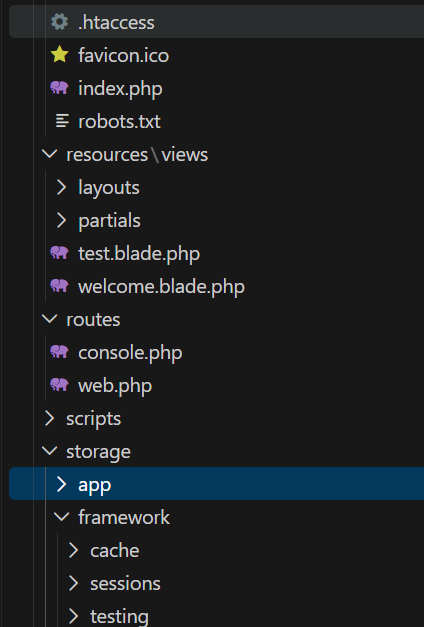 .htaccess
favicon.ico
index.php
robots.txt
resources\views
layouts
partials
test.blade.php
welcome.blade.php
routes
console.php
web.php
scripts
storage
app
framework
cache
sessions
testing